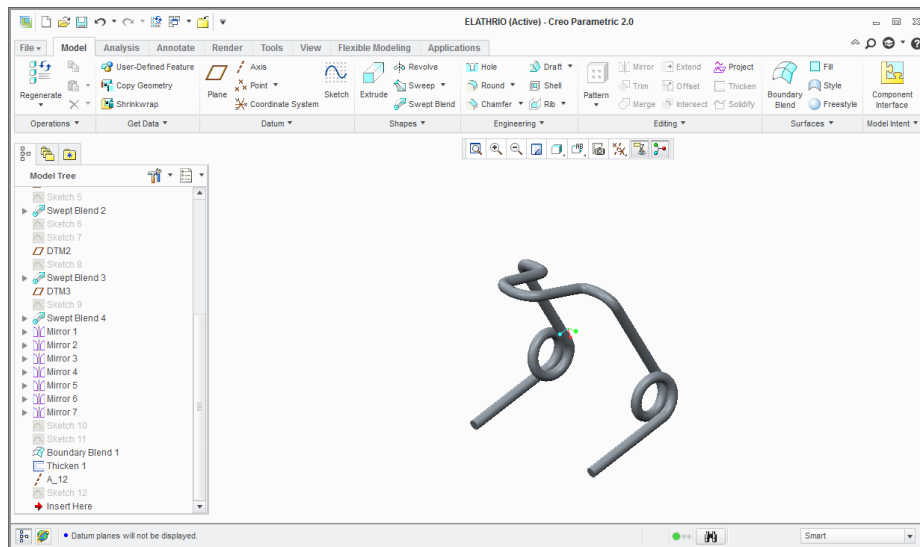 ELATHRIO (Active) - Creo Parametric 2.0
File Model Analysis Annotate Render Tools View Flexible Modeling Applications
Regenerate
User-Defined Feature
Copy Geometry
Shrinkwrap
Plane
Axis
Point
Coordinate System
Sketch
Extrude
Revolve
Sweep
Swept Blend
Hole
Round
Chamfer
Draft
Shell
Rib
Pattern
Mirror
Extend
Project
Trim
Offset
Thicken
Merge
Intersect
Solidify
Boundary Blend
Fill
Style
Freestyle
Component Interface
Operations Get Data Datum Shapes Engineering Editing Surfaces Model Intent
Model Tree
Sketch 5
Swept Blend 2
Sketch 6
Sketch 7
DTM2
Sketch 8
Swept Blend 3
DTM3
Sketch 9
Swept Blend 4
Mirror 1
Mirror 2
Mirror 3
Mirror 4
Mirror 5
Mirror 6
Mirror 7
Sketch 10
Sketch 11
Boundary Blend 1
Thicken 1
A_12
Sketch 12
Insert Here
Datum planes will not be displayed.
Smart